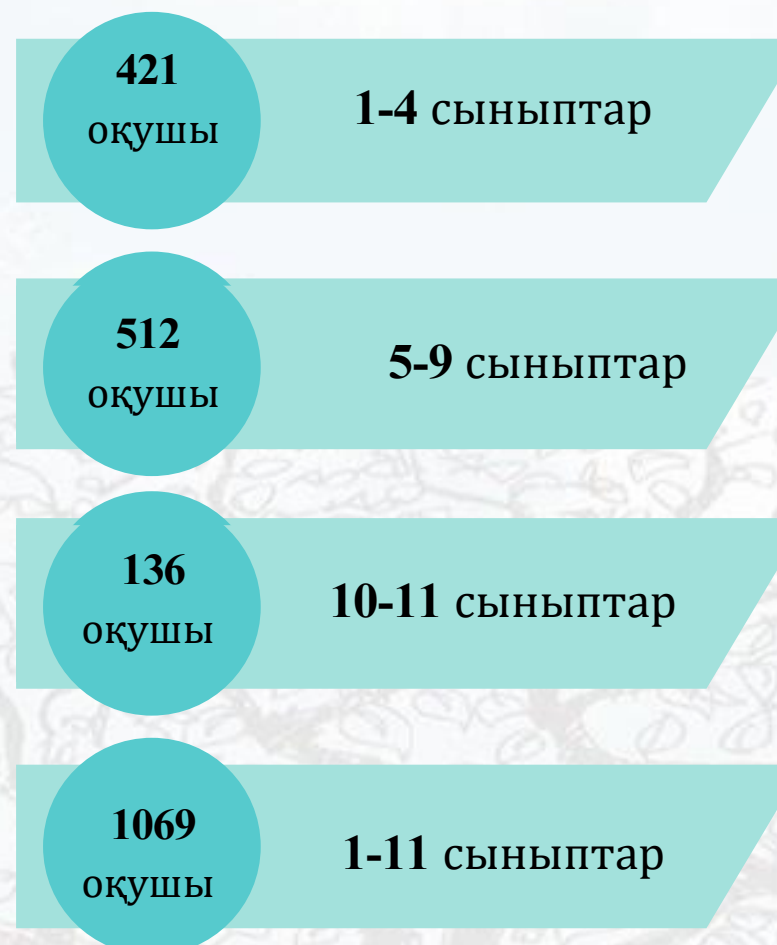 421
оқушы
1-4 сыныптар
512
оқушы
5-9 сыныптар
136
оқушы
10-11 сыныптар
1069
оқушы
1-11 сыныптар